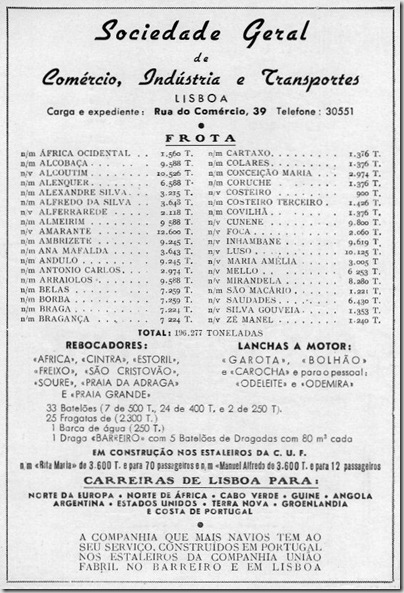 Sociedade Geral
de
Comércio, Indústria e Transportes
LISBOA
Carga e expediente: Rua do Comércio, 39 Telefone: 30551
FROTA
n/m ÁFRICA OCIDENTAL . . 1.560 T.
n/m ALCOBAÇA . . . . . . . 9.588 T.
n/v ALCOUTIM . . . . . . . 10.526 T.
n/m ALENQUER . . . . . . . 6.588 T.
n/m ALEXANDRE SILVA . . . 3.215 T.
n/m ALFREDO DA SILVA . . 3.648 T.
n/v ALFERRAREDE . . . . . 2.118 T.
n/m ALMEIRIM . . . . . . . 9.588 T.
n/v AMARANTE . . . . . . . 12.600 T.
n/m AMBRIZETE . . . . . . 9.245 T.
n/m ANA MAFALDA . . . . . 3.643 T.
n/m ANDULO . . . . . . . . 9.245 T.
n/m ANTONIO CARLOS . . . . 2.974 T.
n/m ARRAIOLOS . . . . . . 9.588 T.
n/m BELAS . . . . . . . . 7.259 T.
n/m BORBA . . . . . . . . 7.259 T.
n/m BRAGA . . . . . . . . 7 224 T.
n/m BRAGANÇA . . . . . . . 7 224 T.
n/m CARTAXO . . . . . . . 1.376 T.
n/m COLARES . . . . . . . 1.376 T.
n/m CONCEIÇÃO MARIA . . . 2.974 T.
n/m CORUCHE . . . . . . . 1.376 T.
n/v COSTEIRO . . . . . . . 900 T.
n/m COSTEIRO TERCEIRO . . 1.426 T.
n/m COVILHÃ . . . . . . . 1.376 T.
n/v CUNENE . . . . . . . . 9.800 T.
n/v FOCA . . . . . . . . . 2.060 T.
n/v INHAMBANE . . . . . . 9.619 T.
n/v LUSO . . . . . . . . . 10.125 T.
n/v MARIA AMÉLIA . . . . . 3.005 T.
n/v MELLO . . . . . . . . 6 253 T.
n/v MIRANDELA . . . . . . 8.280 T.
n/m SÃO MACÁRIO . . . . . 1.221 T.
n/v SAUDADES . . . . . . . 6.430 T.
n/v SILVA GOUVEIA . . . . 1.353 T.
n/v ZÉ MANEL . . . . . . . 1.240 T.
TOTAL: 196.277 TONELADAS
REBOCADORES:
«AFRICA», «CINTRA», «ESTORIL,
«FREIXO», «SÃO CRISTOVÃO,
«SOURE», «PRAIA DA ADRAGA»
E «PRAIA GRANDE»
LANCHAS A MOTOR:
«GAROTA», «BOLHÃO»
e «CAROCHA» e para o pessoal:
«ODELEITE» e «ODEMIRA»
33 Batelões (7 de 500 T., 24 de 400 T. e 2 de 250 T).
25 Fragatas de (2.300 T.)
1 Barca de água (250 T.)
1 Draga «BARREIRO» com 5 Batelões de Dragadas com 80 m³ cada
EM CONSTRUÇÃO NOS ESTALEIROS DA C. U. F.
n/m «Rita Maria» de 3.600 T. e para 70 passageiros e n/m «Manuel Alfredo de 3.600 T. e para 12 passageiros
CARREIRAS DE LISBOA PARA:
NORTE DA EUROPA • NORTE DE ÁFRICA • CABO VERDE • GUINE • ANGOLA
ARGENTINA • ESTADOS UNIDOS • TERRA NOVA • GROENLANDIA
E COSTA DE PORTUGAL
A COMPANHIA QUE MAIS NAVIOS TEM AO
SEU SERVIÇO, CONSTRUÍDOS EM PORTUGAL
NOS ESTALEIROS DA COMPANHIA UNIÃO
FABRIL NO BARREIRO E EM LISBOA